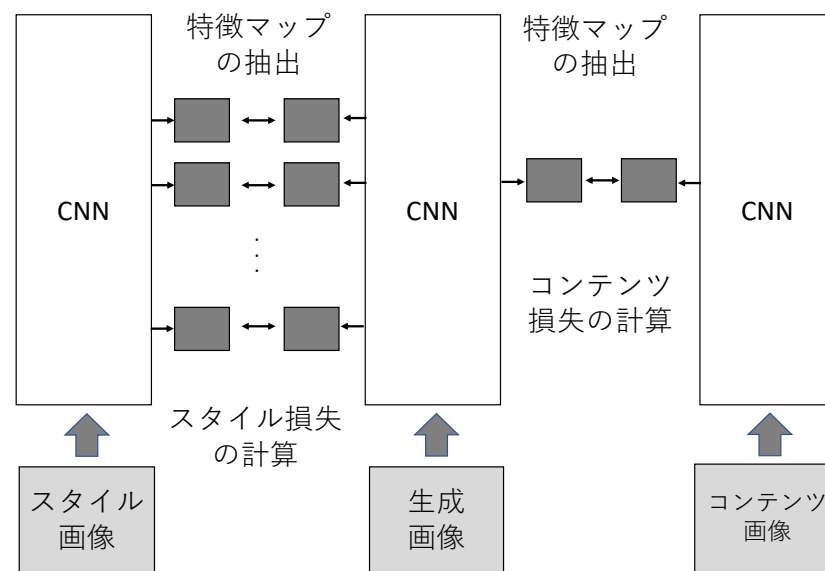 特徴マップ
の抽出
特徴マップ
の抽出
CNN
CNN
CNN
コンテンツ
損失の計算
スタイル損失
の計算
スタイル
画像
生成
画像
コンテンツ
画像